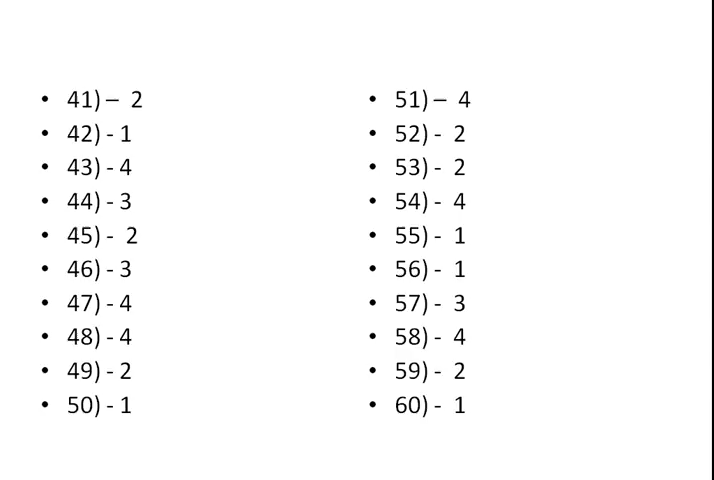 • 41) – 2
• 42) - 1
• 43) - 4
• 44) - 3
• 45) - 2
• 46) - 3
• 47) - 4
• 48) - 4
• 49) - 2
• 50) - 1
• 51) – 4
• 52) - 2
• 53) - 2
• 54) - 4
• 55) - 1
• 56) - 1
• 57) - 3
• 58) - 4
• 59) - 2
• 60) - 1